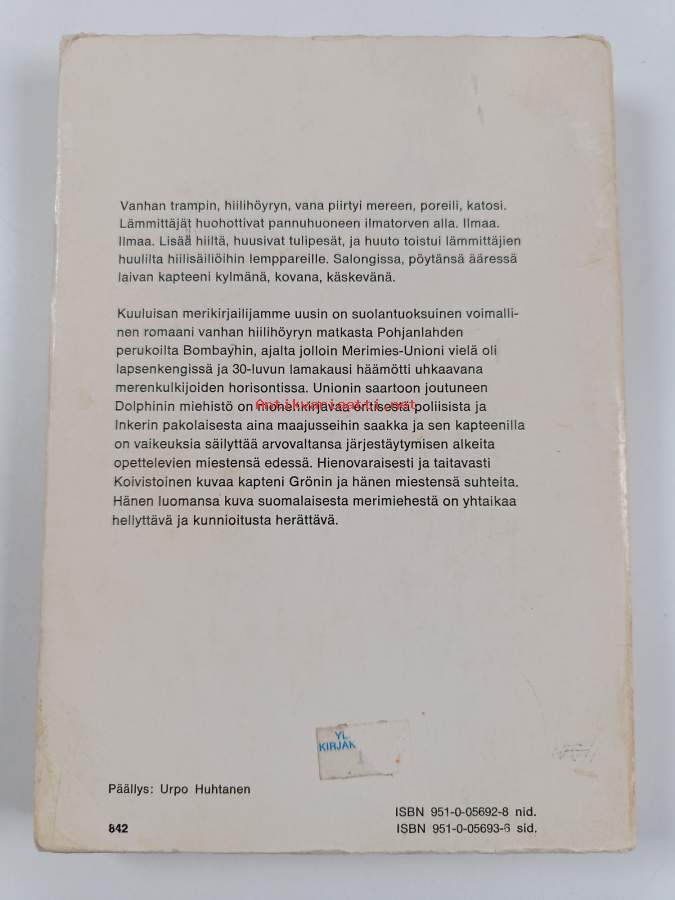 Vanhan trampin, hiilihöyryn, vana piirtyi mereen, poreili, katosi.
Lämmittäjät huohottivat pannuhuoneen ilmatorven alla. Ilmaa.
Ilmaa. Lisää hiiltä, huusivat tulipesät, ja huuto toistui lämmittäjien
huulilta hiilisäiliöihin lemppareille. Salongissa, pöytänsä ääressä
laivan kapteeni kylmänä, kovana, käskevänä.
Kuuluisan merikirjailijamme uusin on suolantuoksuinen voimalli-
nen romaani vanhan hiilihöyryn matkasta Pohjanlahden
perukoilta Bombayhin, ajalta jolloin Merimies-Unioni vielä oli
lapsenkengissä ja 30-luvun lamakausi häämötti uhkaavana
merenkulkijoiden horisontissa. Unionin saartoon joutuneen
Dolphinin miehistö on monenkirjavaa entisestä poliisista ja
Antikvariaatti.net
Inkerin pakolaisesta aina maajusseihin saakka ja sen kapteenilla
on vaikeuksia säilyttää arvovaltansa järjestäytymisen alkeita
opettelevien miestensä edessä. Hienovaraisesti ja taitavasti
Koivistoinen kuvaa kapteni Grönin ja hänen miestensä suhteita.
Hänen luomansa kuva suomalaisesta merimiehestä on yhtaikaa
hellyttävä ja kunnioitusta herättävä.
YL
KIRJAK
Päällys: Urpo Huhtanen
ISBN 951-0-05692-8 nid.
842
ISBN 951-0-05693-6 sid.